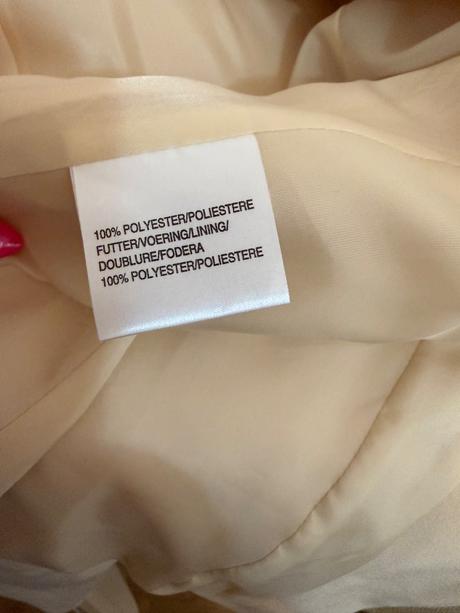 100% POLYESTER/POLIESTERE
FUTTER/VOERING/LINING/
DOUBLURE/FODERA
100% POLYESTER/POLIESTERE